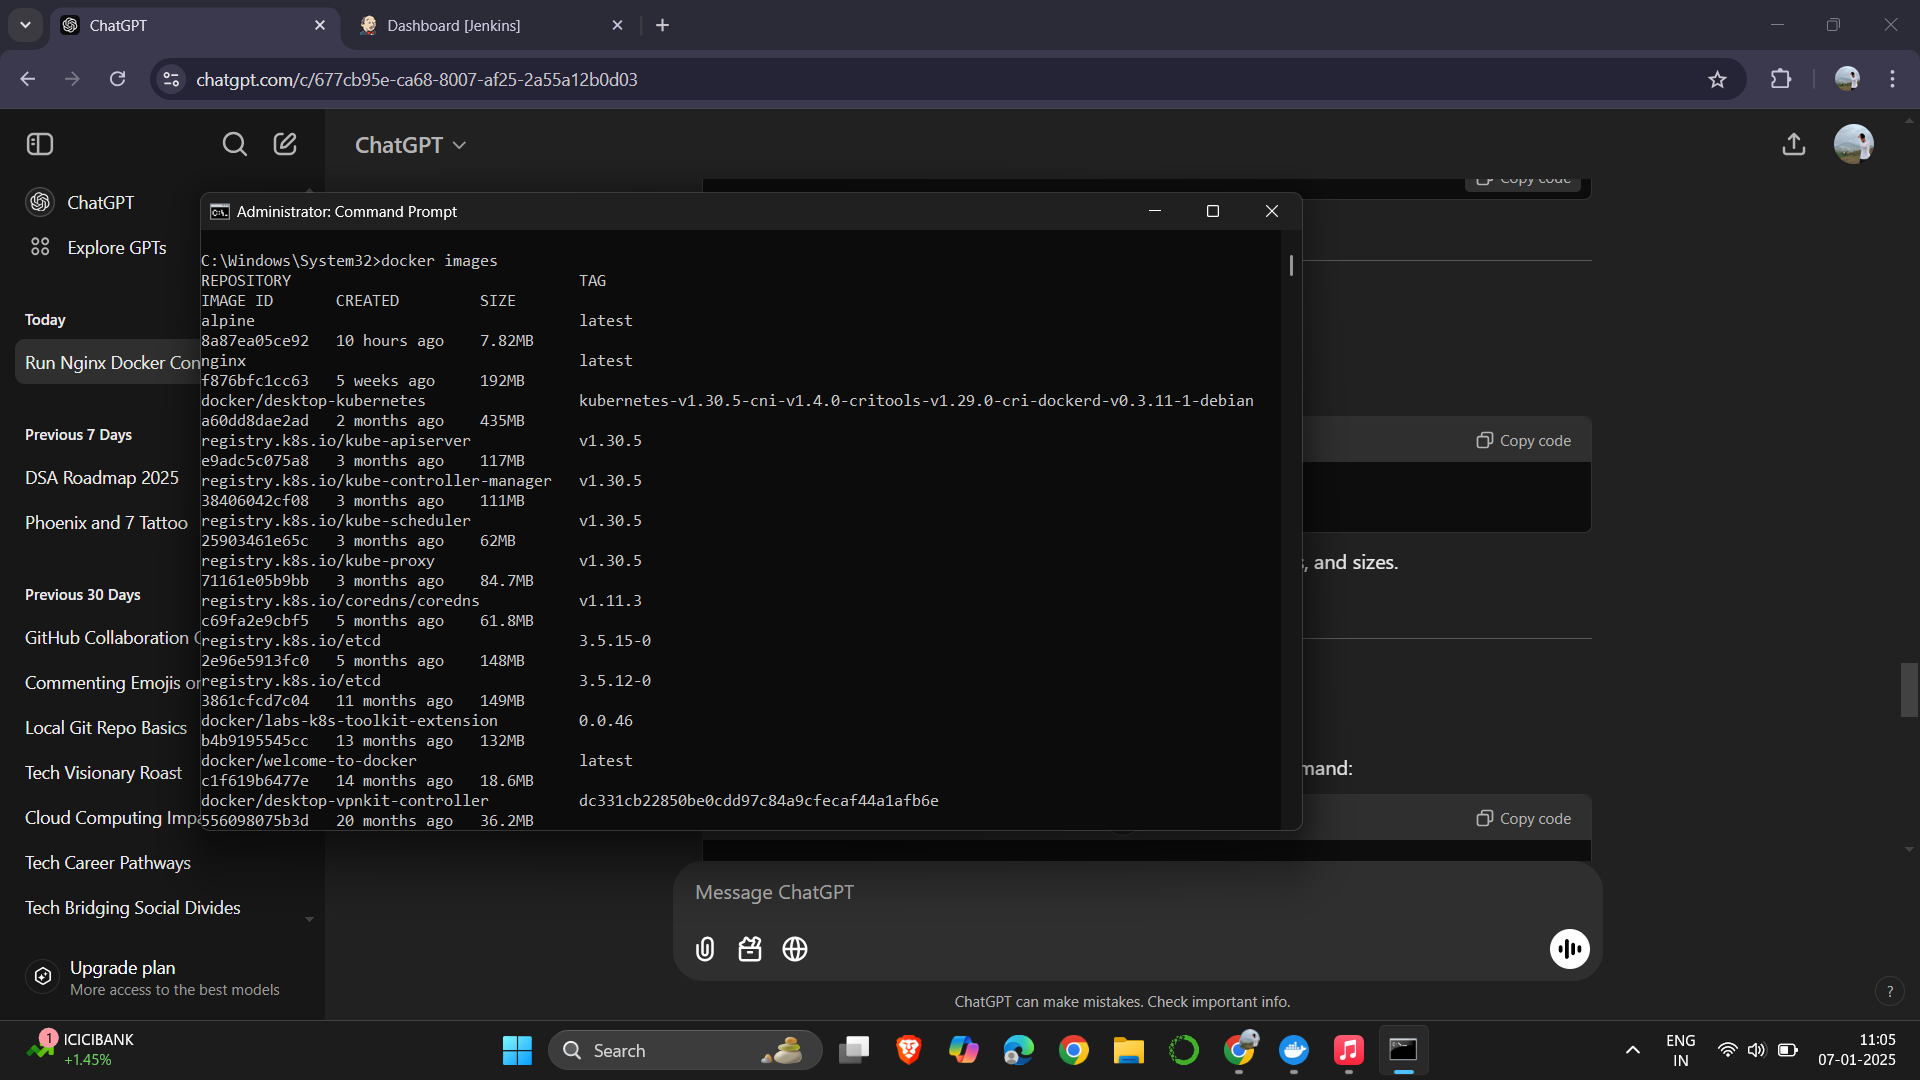 ChatGPT
Dashboard [Jenkins]
chatgpt.com/c/677cb95e-ca68-8007-af25-2a55a12b0d03
ChatGPT
Copy code
ChatGPT
Explore GPTs
Today
Run Nginx Docker Con
Previous 7 Days
DSA Roadmap 2025
Phoenix and 7 Tattoo
Previous 30 Days
GitHub Collaboration
Commenting Emojis
Local Git Repo Basics
Tech Visionary Roast
Cloud Computing Imp
Tech Career Pathways
Tech Bridging Social Divides
Upgrade plan
More access to the best models
Administrator: Command Prompt
C:\Windows\System32>docker images
REPOSITORY TAG
IMAGE ID CREATED SIZE
alpine latest
8a87ea05ce92 10 hours ago 7.82MB
nginx latest
f876bfc1cc63 5 weeks ago 192MB
docker/desktop-kubernetes kubernetes-v1.30.5-cni-v1.4.0-critools-v1.29.0-cri-dockerd-v0.3.11-1-debian
a60dd8dae2ad 2 months ago 435MB
registry.k8s.io/kube-apiserver v1.30.5
e9adc5c075a8 3 months ago 117MB
registry.k8s.io/kube-controller-manager v1.30.5
38406042cf08 3 months ago 111MB
registry.k8s.io/kube-scheduler v1.30.5
25903461e65c 3 months ago 62MB
registry.k8s.io/kube-proxy v1.30.5
71161e05b9bb 3 months ago 84.7MB
registry.k8s.io/coredns/coredns v1.11.3
c69fa2e9cbf5 5 months ago 61.8MB
registry.k8s.io/etcd 3.5.15-0
2e96e5913fc0 5 months ago 148MB
registry.k8s.io/etcd 3.5.12-0
3861cfcd7c04 11 months ago 149MB
docker/labs-k8s-toolkit-extension 0.0.46
b4b9195545cc 13 months ago 132MB
docker/welcome-to-docker latest
c1f619b6477e 14 months ago 18.6MB
docker/desktop-vpnkit-controller dc331cb22850be0cdd97c84a9cfecaf44a1afb6e
556098075b3d 20 months ago 36.2MB
Copy code
, and sizes.
mand:
Copy code
Message ChatGPT
ChatGPT can make mistakes. Check important info.
?
1
ICICIBANK
+1.45%
Search
ENG
IN
11:05
07-01-2025